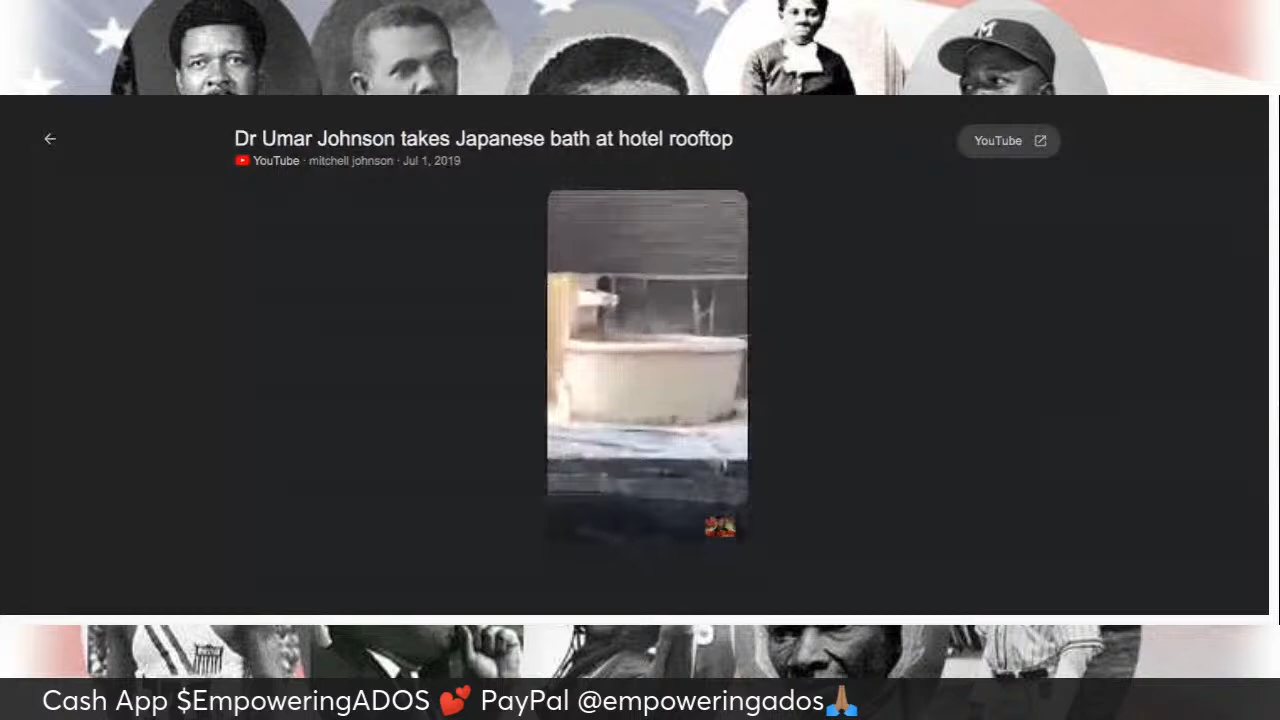 M
Dr Umar Johnson takes Japanese bath at hotel rooftop
YouTube · mitchell johnson · Jul 1, 2019
YouTube
Cash App $EmpoweringADOS 💕 PayPal @empoweringados🙏🏽